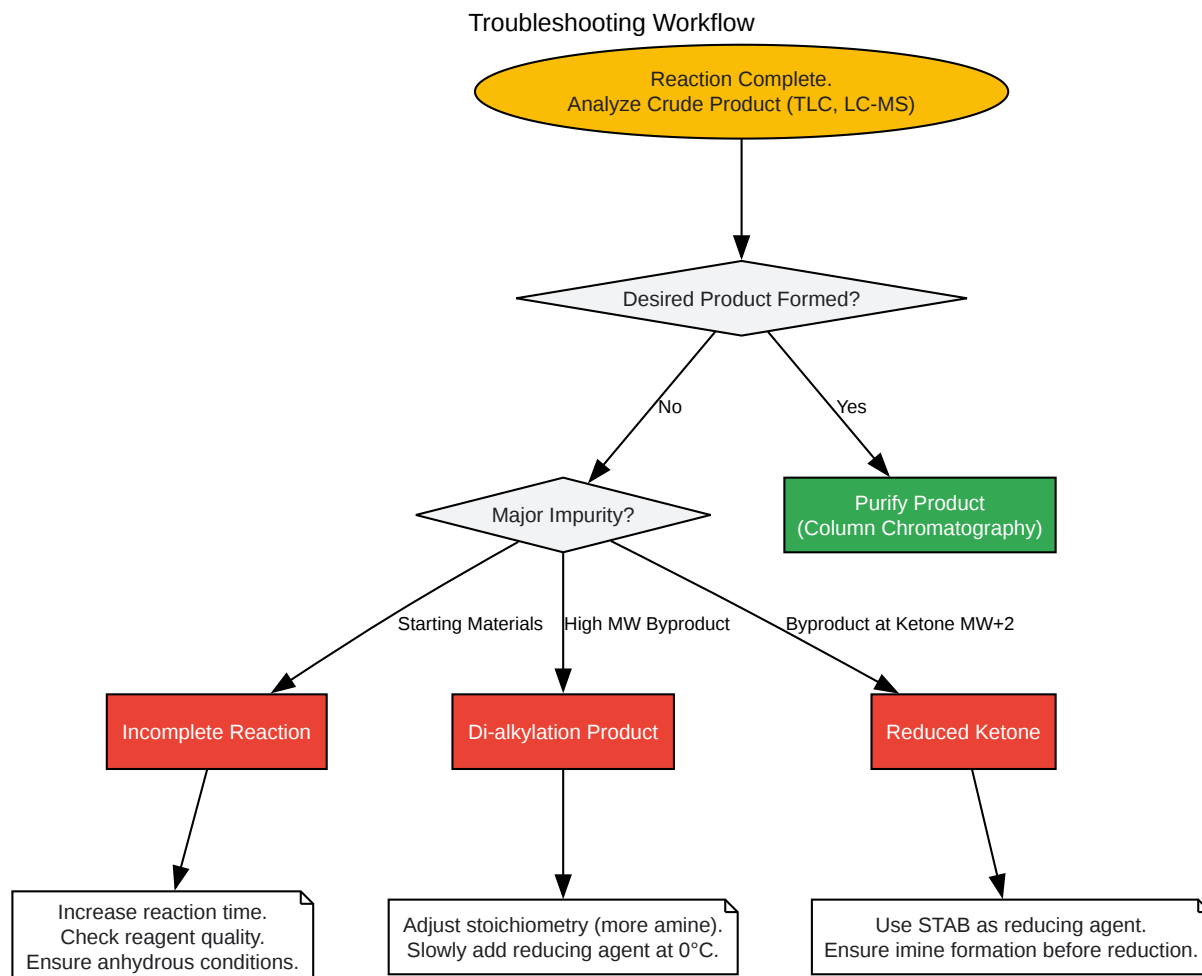 Troubleshooting Workflow
Reaction Complete.
Analyze Crude Product (TLC, LC-MS)
Desired Product Formed?
No
Yes
Major Impurity?
Purify Product
(Column Chromatography)
Starting Materials
High MW Byproduct
Byproduct at Ketone MW+2
Incomplete Reaction
Di-alkylation Product
Reduced Ketone
Increase reaction time.
Check reagent quality.
Ensure anhydrous conditions.
Adjust stoichiometry (more amine).
Slowly add reducing agent at 0°C.
Use STAB as reducing agent.
Ensure imine formation before reduction.